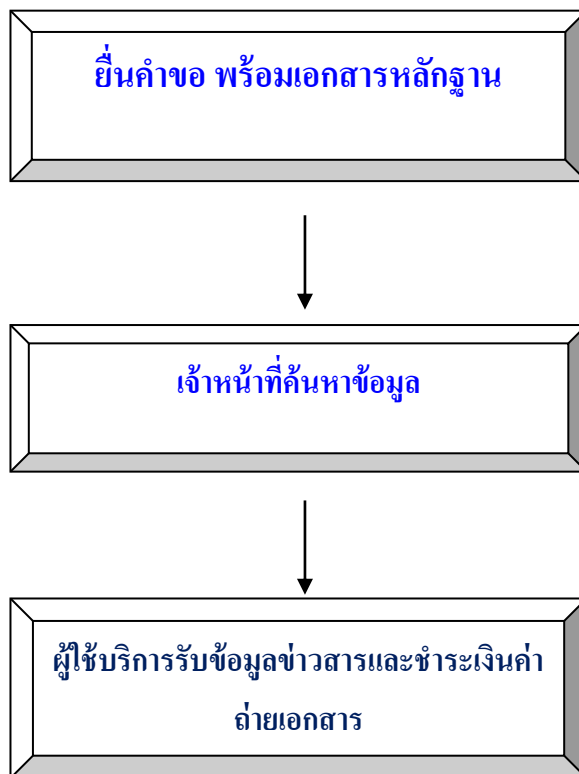 ยื่นคำขอ พร้อมเอกสารหลักฐาน
เจ้าหน้าที่ค้นหาข้อมูล
ผู้ใช้บริการรับข้อมูลข่าวสารและชำระเงินค่า
ถ่ายเอกสาร